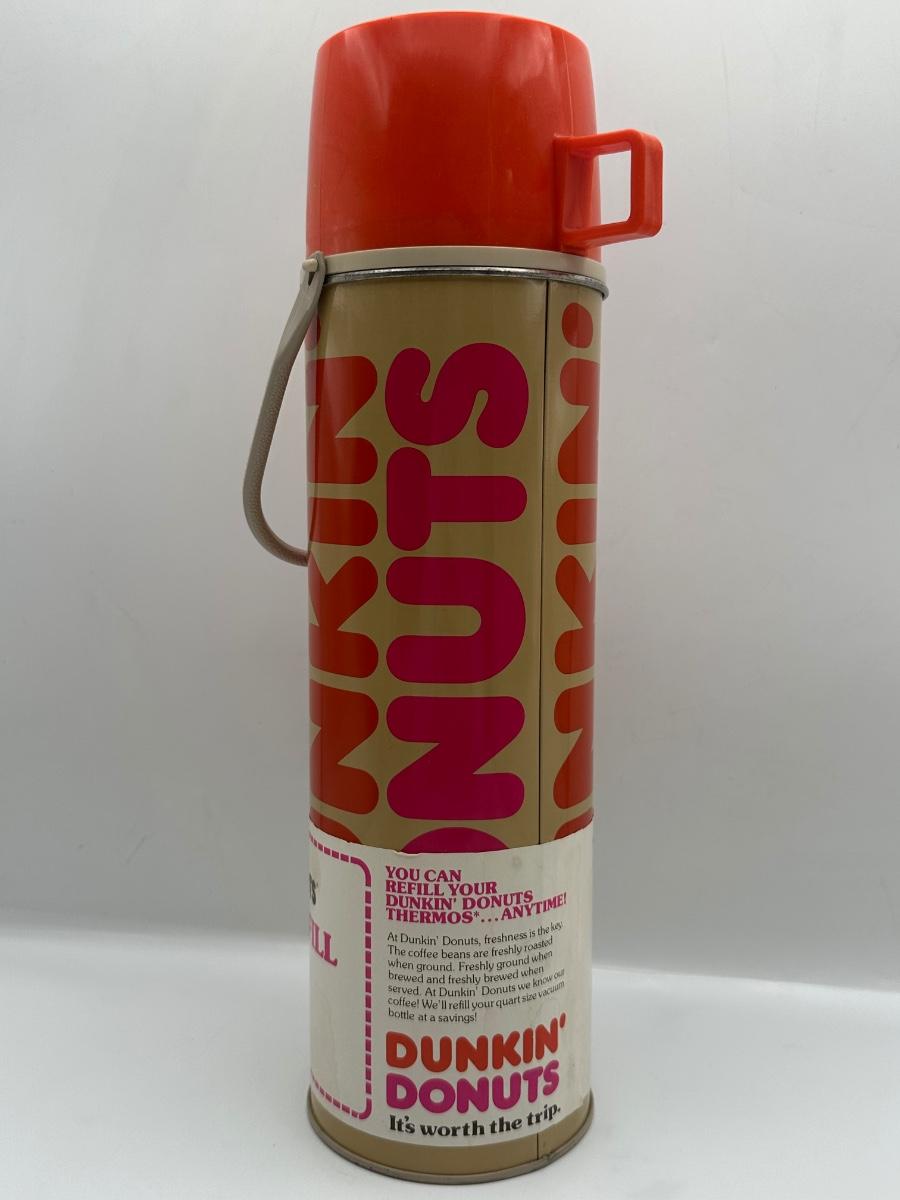 DUNKIN'
DONUTS
DUNKIN'
YOU CAN
REFILL YOUR
DUNKIN' DONUTS
THERMOS*...ANYTIME!
At Dunkin' Donuts, freshness is the key.
The coffee beans are freshly roasted
when ground. Freshly ground when
brewed and freshly brewed when
served. At Dunkin' Donuts we know our
coffee! We'll refill your quart size vacuum
bottle at a savings!
DUNKIN'
DONUTS
It's worth the trip.